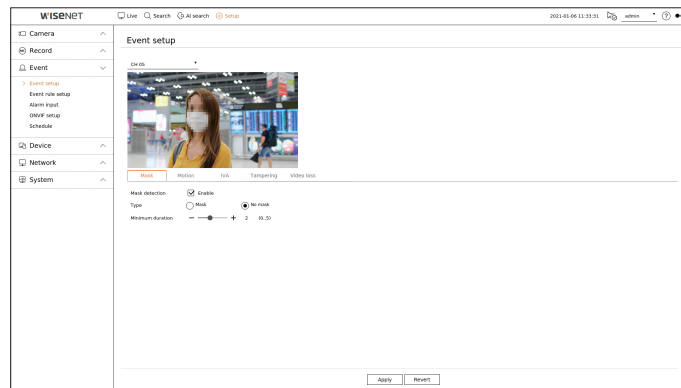 WISENET
Live Search AI search Setup
2021-01-06 11:33:31 admin ?
Camera
Record
Event
> Event setup
Event rule setup
Alarm input
ONVIF setup
Schedule
Device
Network
System
Event setup
CH 05
Mask Motion IVA Tampering Video loss
Mask detection Enable
Type Mask No mask
Minimum duration − + 2 (0..5)
Apply Revert